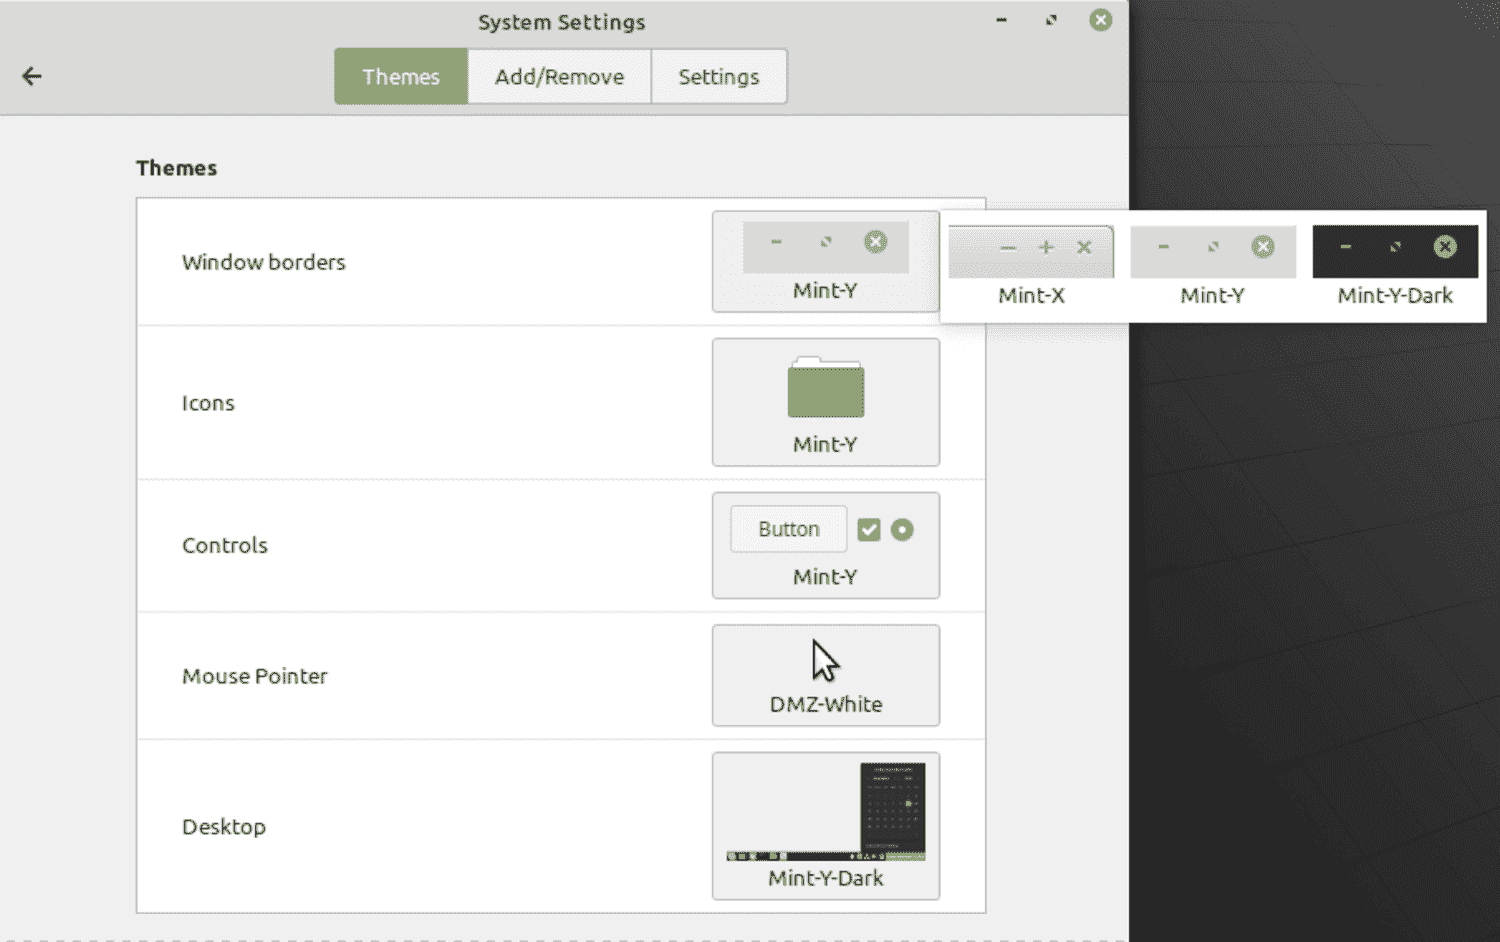 System Settings
Themes Add/Remove Settings
Themes
Window borders
Mint-Y
Mint-X Mint-Y Mint-Y-Dark
Icons
Mint-Y
Controls
Button
Mint-Y
Mouse Pointer
DMZ-White
Desktop
Mint-Y-Dark